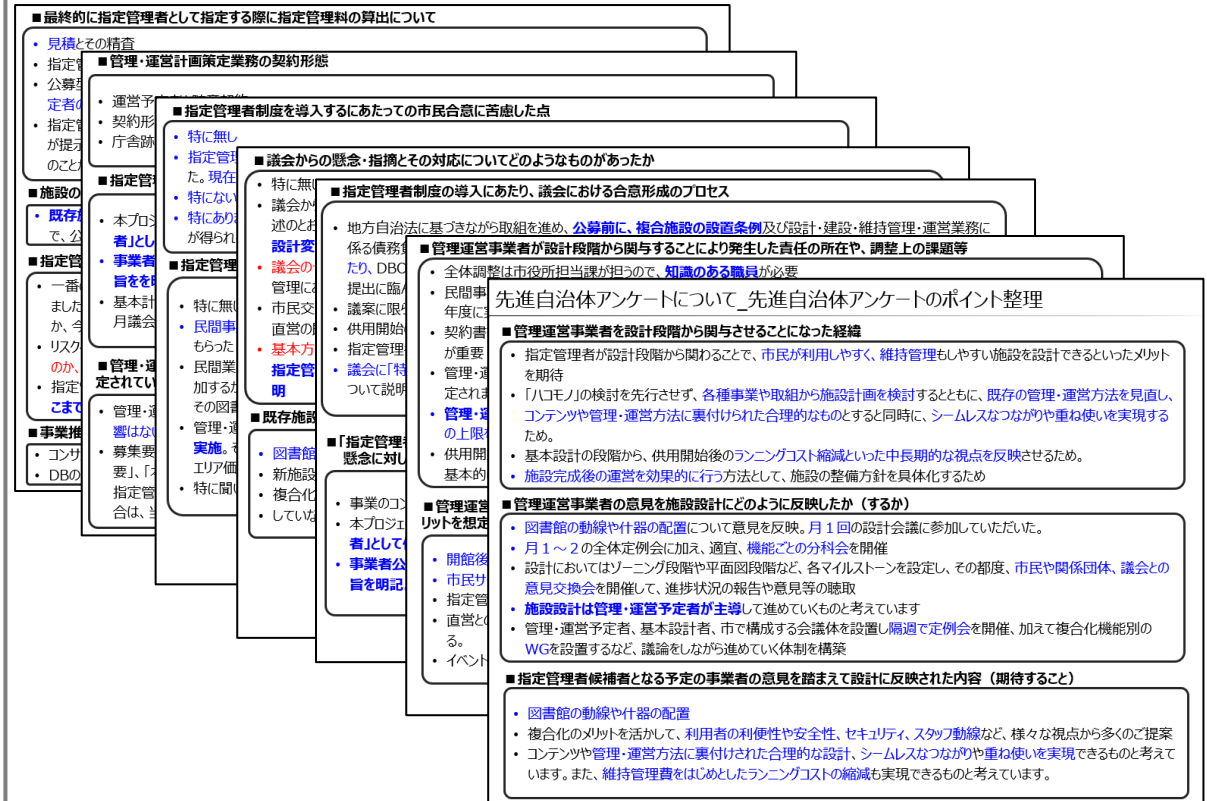 ■最終的に指定管理者として指定する際に指定管理料の算出について
• 見積とその精査
• 指定管
• 公募型
定者の
• 指定管
が提示
のことか
■施設の
• 既存施
で、公
■指定管
• 一番
ました
か、今
• リスク
のか、
• 指定
こまで
■事業推
• コンサ
• DBの
■管理・運営計画策定業務の契約形態
• 運営予定者と随意契約
• 契約形
• 庁舎跡
■指定管
• 本プロジ
者」とし
• 事業者
旨をを明
• 基本計
月議会
■管理・運
定されてい
• 管理・運
響はない
• 募集要
要」、「本
指定管
合は、当
■指定管理者制度を導入するにあたっての市民合意に苦慮した点
• 特に無し
• 指定管理
た。現在
• 特にない
• 特にありま
が得られ
■指定管理
• 特に無し
• 民間事
もらった
• 民間業
加するか
その図書
• 管理・運
実施。そ
エリア価
• 特に聞い
■議会からの懸念・指摘とその対応についてどのようなものがあったか
• 特に無し
• 議会から
述のとお
設計変
• 議会の
管理にあ
• 市民交
直営の
• 基本方
指定管
明
■既存施設
• 図書館
• 新施設
• 複合化
• していな
■指定管理者制度の導入にあたり、議会における合意形成のプロセス
• 地方自治法に基づきながら取組を進め、公募前に、複合施設の設置条例及び設計・建設・維持管理・運営業務に
係る債務負
たり、DBO
提出に臨ん
• 議案に限ら
• 供用開始
• 指定管理
• 議会に「特
ついて説明
■「指定管理者
懸念に対し
• 事業のコン
• 本プロジェ
者」として
• 事業者公
旨を明記
■管理運営事業者が設計段階から関与することにより発生した責任の所在や、調整上の課題等
• 全体調整は市役所担当課が担うので、知識のある職員が必要
• 民間事
年度に
• 契約書
が重要
• 管理・運
定されま
• 管理・運
の上限
• 供用開
基本的
■管理運営
リットを想定
• 開館後
• 市民サ
• 指定管
• 直営との
る。
• イベント
先進自治体アンケートについて_先進自治体アンケートのポイント整理
■管理運営事業者を設計段階から関与させることになった経緯
• 指定管理者が設計段階から関わることで、市民が利用しやすく、維持管理もしやすい施設を設計できるといったメリット
を期待
• 「ハコモノ」の検討を先行させず、各種事業や取組から施設計画を検討するとともに、既存の管理・運営方法を見直し、
コンテンツや管理・運営方法に裏付けられた合理的なものとすると同時に、シームレスなつながりや重ね使いを実現する
ため。
• 基本設計の段階から、供用開始後のランニングコスト縮減といった中長期的な視点を反映させるため。
• 施設完成後の運営を効果的に行う方法として、施設の整備方針を具体化するため
■管理運営事業者の意見を施設設計にどのように反映したか（するか）
• 図書館の動線や什器の配置について意見を反映。月１回の設計会議に参加していただいた。
• 月１～２の全体定例会に加え、適宜、機能ごとの分科会を開催
• 設計においてはゾーニング段階や平面図段階など、各マイルストーンを設定し、その都度、市民や関係団体、議会との
意見交換会を開催して、進捗状況の報告や意見等の聴取
• 施設設計は管理・運営予定者が主導して進めていくものと考えています
• 管理・運営予定者、基本設計者、市で構成する会議体を設置し隔週で定例会を開催、加えて複合化機能別の
WGを設置するなど、議論をしながら進めていく体制を構築
■指定管理者候補者となる予定の事業者の意見を踏まえて設計に反映された内容（期待すること）
• 図書館の動線や什器の配置
• 複合化のメリットを活かして、利用者の利便性や安全性、セキュリティ、スタッフ動線など、様々な視点から多くのご提案
• コンテンツや管理・運営方法に裏付けされた合理的な設計、シームレスなつながりや重ね使いを実現できるものと考えて
います。また、維持管理費をはじめとしたランニングコストの縮減も実現できるものと考えています。